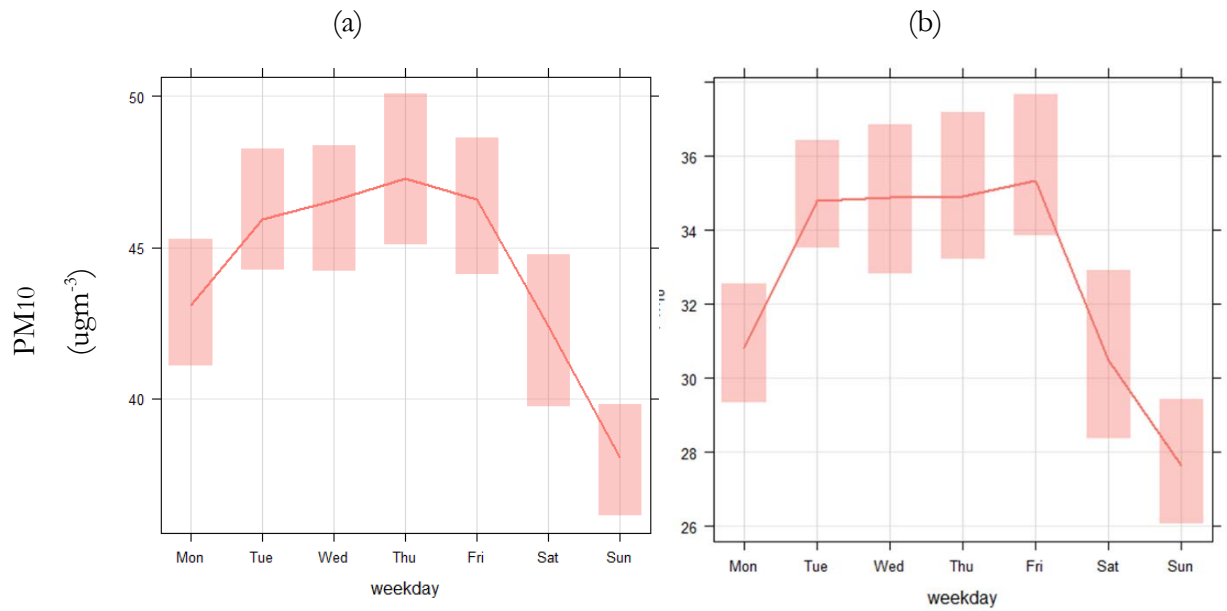 (a)
(b)
PM10
(ugm-3)
50
45
40
Mon Tue Wed Thu Fri Sat Sun
weekday
36
34
32
30
28
26
Mon Tue Wed Thu Fri Sat Sun
weekday